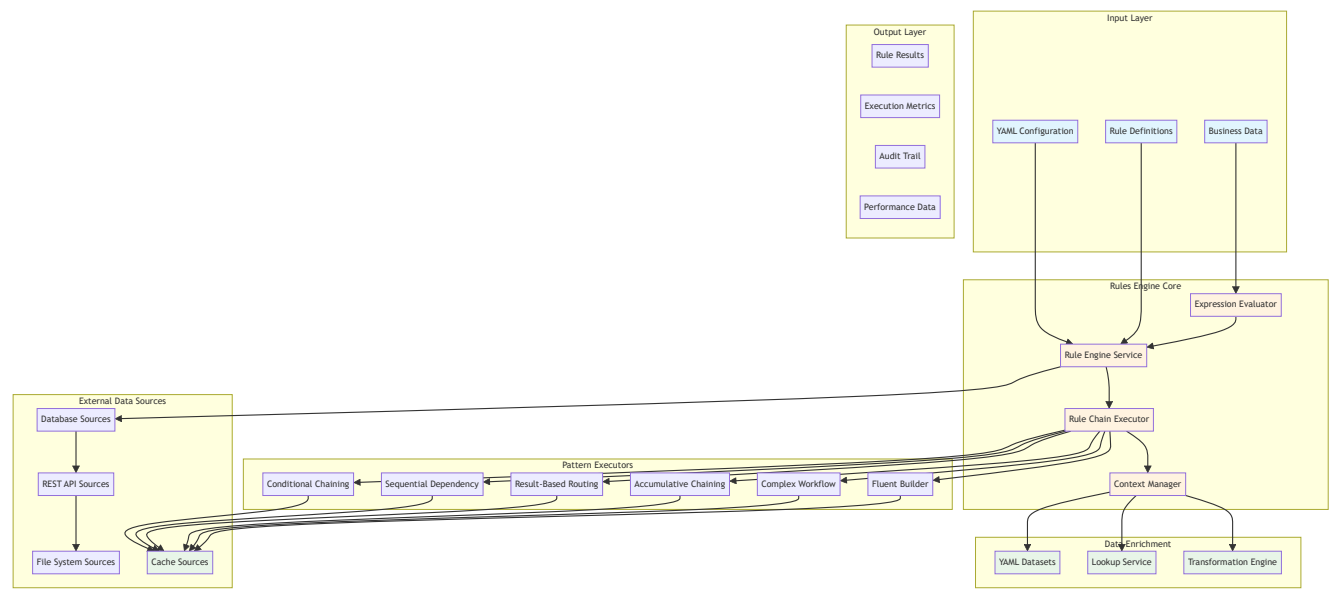 Input Layer
Output Layer
Rule Results
Execution Metrics
Audit Trail
Performance Data
YAML Configuration
Rule Definitions
Business Data
Rules Engine Core
Expression Evaluator
Rule Engine Service
Rule Chain Executor
Context Manager
External Data Sources
Database Sources
REST API Sources
File System Sources
Cache Sources
Pattern Executors
Conditional Chaining
Sequential Dependency
Result-Based Routing
Accumulative Chaining
Complex Workflow
Fluent Builder
Data Enrichment
YAML Datasets
Lookup Service
Transformation Engine